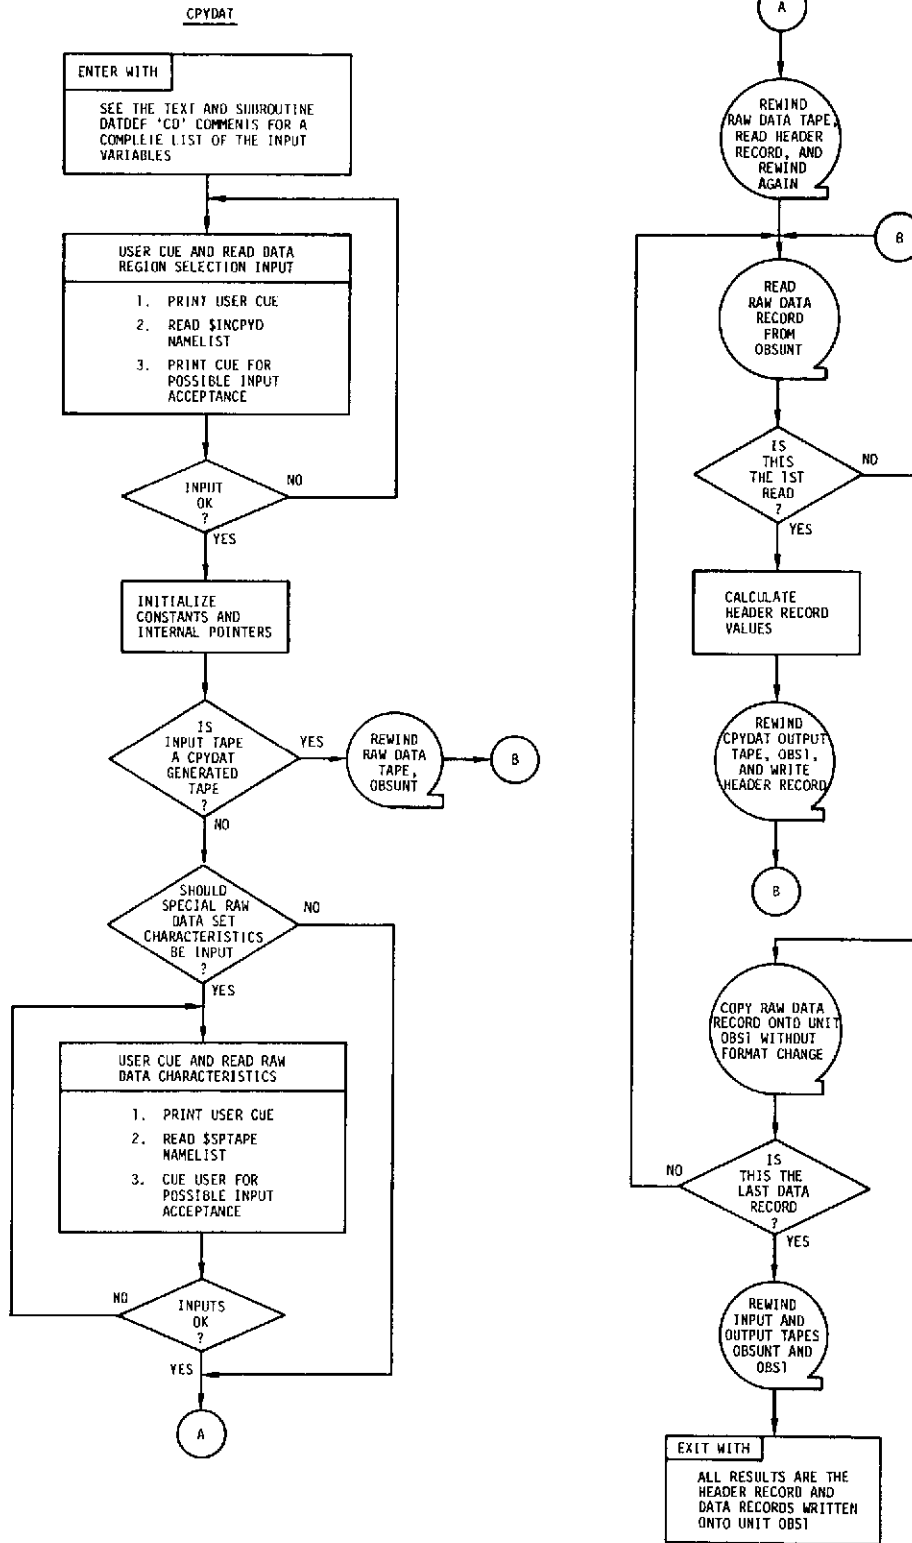 CPYDAT
ENTER WITH
SEE THE TEXT AND SUBROUTINE
DATDEF 'CD' COMMENTS FOR A
COMPLETE LIST OF THE INPUT
VARIABLES
USER CUE AND READ DATA
REGION SELECTION INPUT
1. PRINT USER CUE
2. READ $INCPYD
NAMELIST
3. PRINT CUE FOR
POSSIBLE INPUT
ACCEPTANCE
INPUT
OK
?
NO
YES
INITIALIZE
CONSTANTS AND
INTERNAL POINTERS
IS
INPUT TAPE
A CPYDAT
GENERATED
TAPE
?
YES
REWIND
RAW DATA
TAPE,
OBSUNT
B
NO
SHOULD
SPECIAL RAW
DATA SET
CHARACTERISTICS
BE INPUT
?
NO
YES
USER CUE AND READ RAW
DATA CHARACTERISTICS
1. PRINT USER CUE
2. READ $SPTAPE
NAMELIST
3. CUE USER FOR
POSSIBLE INPUT
ACCEPTANCE
NO
INPUTS
OK
?
YES
A
A
REWIND
RAW DATA TAPE,
READ HEADER
RECORD, AND
REWIND
AGAIN
B
READ
RAW DATA
RECORD
FROM
OBSUNT
IS
THIS
THE 1ST
READ
?
NO
YES
CALCULATE
HEADER RECORD
VALUES
REWIND
CPYDAT OUTPUT
TAPE, OBS1,
AND WRITE
HEADER RECORD
B
COPY RAW DATA
RECORD ONTO UNIT
OBS1 WITHOUT
FORMAT CHANGE
NO
IS
THIS THE
LAST DATA
RECORD
?
YES
REWIND
INPUT AND
OUTPUT TAPES
OBSUNT AND
OBS1
EXIT WITH
ALL RESULTS ARE THE
HEADER RECORD AND
DATA RECORDS WRITTEN
ONTO UNIT OBS1